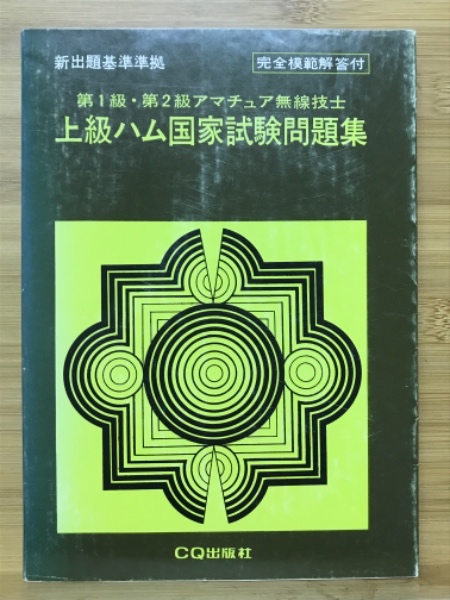 新出題基準準拠
完全模範解答付
第1級・第2級アマチュア無線技士
上級ハム国家試験問題集
CQ出版社